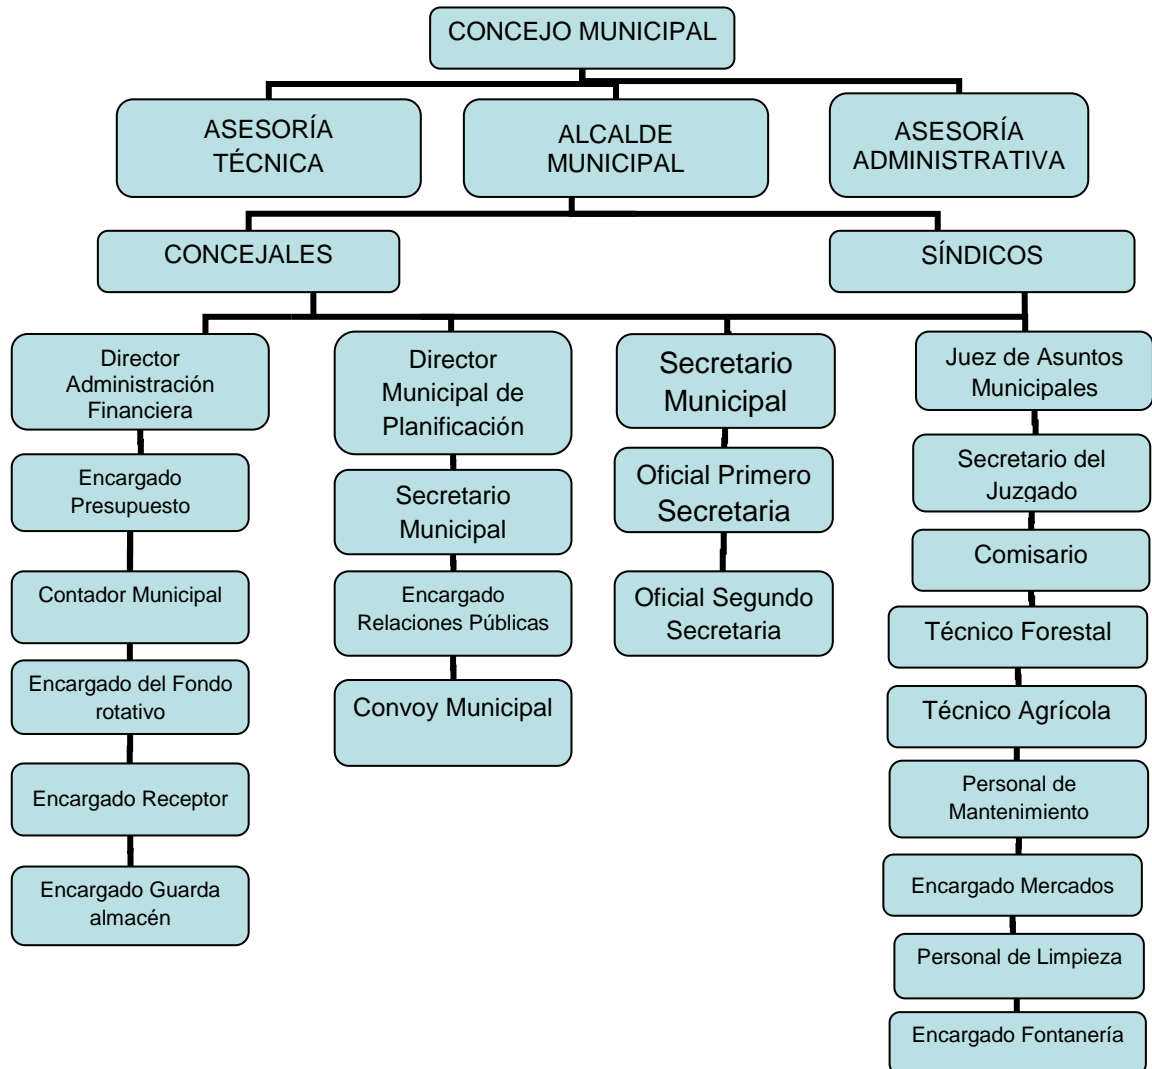 CONCEJO MUNICIPAL
ASESORÍA
TÉCNICA
ALCALDE
MUNICIPAL
ASESORÍA
ADMINISTRATIVA
CONCEJALES
SÍNDICOS
Director
Administración
Financiera
Director
Municipal de
Planificación
Secretario
Municipal
Juez de Asuntos
Municipales
Encargado
Presupuesto
Secretario
Municipal
Oficial Primero
Secretaria
Secretario del
Juzgado
Contador Municipal
Encargado
Relaciones Públicas
Oficial Segundo
Secretaria
Comisario
Encargado del Fondo
rotativo
Convoy Municipal
Técnico Forestal
Encargado Receptor
Técnico Agrícola
Encargado Guarda
almacén
Personal de
Mantenimiento
Encargado Mercados
Personal de Limpieza
Encargado Fontanería